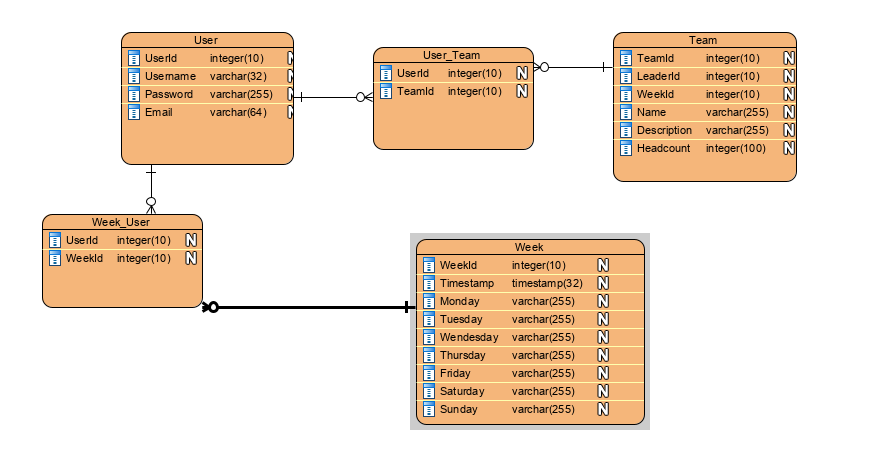 User
UserId integer(10) N
Username varchar(32) N
Password varchar(255) N
Email varchar(64) N
User_Team
UserId integer(10) N
TeamId integer(10) N
Team
TeamId integer(10) N
LeaderId integer(10) N
WeekId integer(10) N
Name varchar(255) N
Description varchar(255) N
Headcount integer(100) N
Week_User
UserId integer(10) N
WeekId integer(10) N
Week
WeekId integer(10) N
Timestamp timestamp(32) N
Monday varchar(255) N
Tuesday varchar(255) N
Wendesday varchar(255) N
Thursday varchar(255) N
Friday varchar(255) N
Saturday varchar(255) N
Sunday varchar(255) N